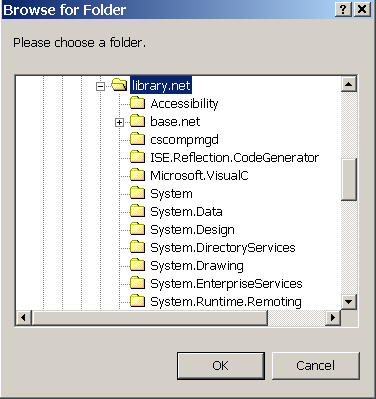 Browse for Folder
Please choose a folder.
library.net
Accessibility
base.net
cscompmgd
ISE.Reflection.CodeGenerator
Microsoft.VisualC
System
System.Data
System.Design
System.DirectoryServices
System.Drawing
System.EnterpriseServices
System.Runtime.Remoting
OK
Cancel